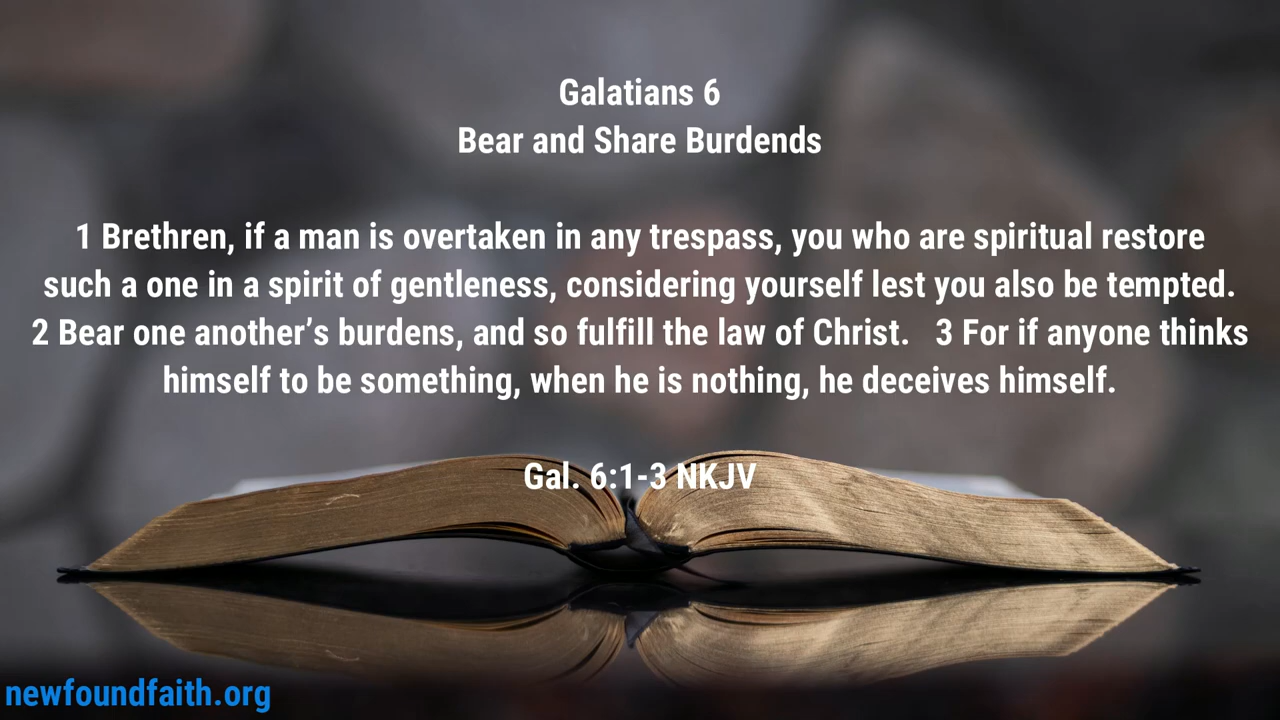 Galatians 6
Bear and Share Burdends
1 Brethren, if a man is overtaken in any trespass, you who are spiritual restore
such a one in a spirit of gentleness, considering yourself lest you also be tempted.
2 Bear one another’s burdens, and so fulfill the law of Christ.   3 For if anyone thinks
himself to be something, when he is nothing, he deceives himself.
Gal. 6:1-3 NKJV
newfoundfaith.org